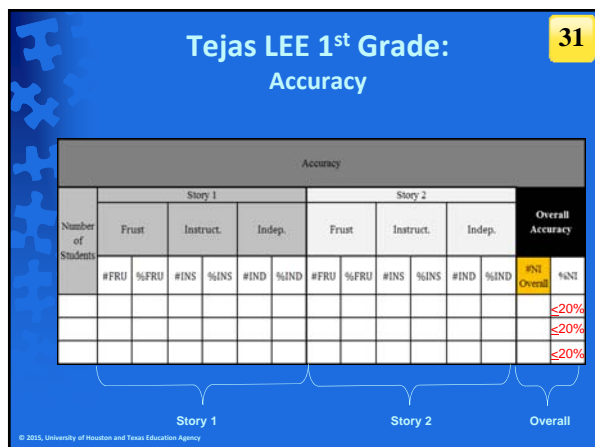 31
Tejas LEE 1st Grade:
Accuracy
Accuracy
Number of Students
Story 1
Story 2
Overall Accuracy
Frust Instruct. Indep. Frust Instruct. Indep.
#FRU %FRU #INS %INS #IND %IND #FRU %FRU #INS %INS #IND %IND #NI Overall %NI
≤20%
≤20%
≤20%
Story 1 Story 2 Overall
© 2015, University of Houston and Texas Education Agency